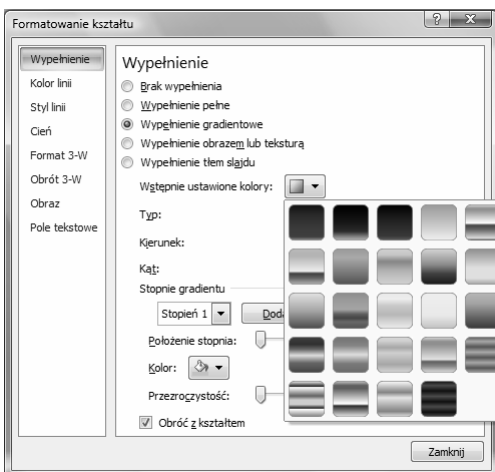 Formatowanie kształtu
Wypełnienie
Kolor linii
Styl linii
Cień
Format 3-W
Obrót 3-W
Obraz
Pole tekstowe
Wypełnienie
Brak wypełnienia
Wypełnienie pełne
Wypełnienie gradientowe
Wypełnienie obrazem lub teksturą
Wypełnienie tłem slajdu
Wstępnie ustawione kolory:
Typ:
Kierunek:
Kąt:
Stopnie gradientu
Stopień 1
Doda
Położenie stopnia:
Kolor:
Przezroczystość:
Obróć z kształtem
Zamknij